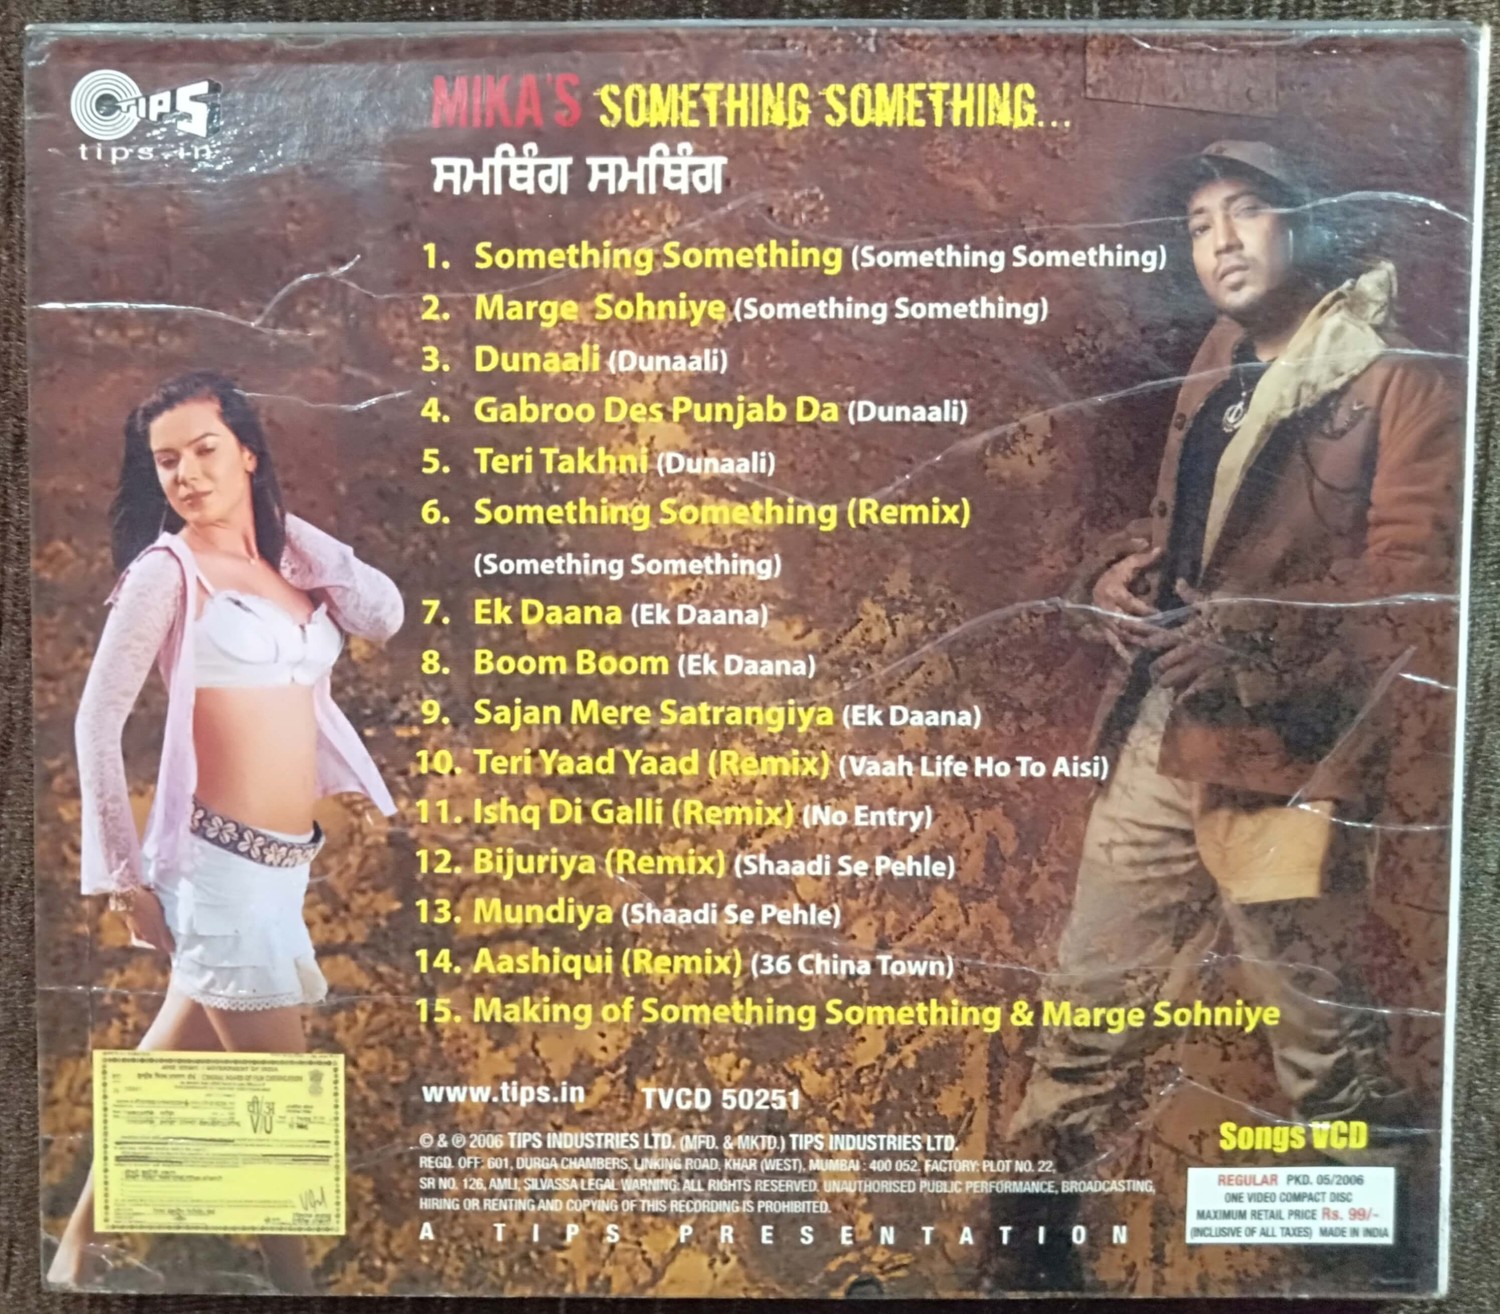 TIPS
tips.in
MIKA'S SOMETHING SOMETHING...
ਸਮਥਿੰਗ ਸਮਥਿੰਗ
1. Something Something (Something Something)
2. Marge Sohniye (Something Something)
3. Dunaali (Dunaali)
4. Gabroo Des Punjab Da (Dunaali)
5. Teri Takhni (Dunaali)
6. Something Something (Remix)
(Something Something)
7. Ek Daana (Ek Daana)
8. Boom Boom (Ek Daana)
9. Sajan Mere Satrangiya (Ek Daana)
10. Teri Yaad Yaad (Remix) (Vaah Life Ho To Aisi)
11. Ishq Di Galli (Remix) (No Entry)
12. Bijuriya (Remix) (Shaadi Se Pehle)
13. Mundiya (Shaadi Se Pehle)
14. Aashiqui (Remix) (36 China Town)
15. Making of Something Something & Marge Sohniye
www.tips.in TVCD 50251
© & ℗ 2006 TIPS INDUSTRIES LTD. (MFD. & MKTD.) TIPS INDUSTRIES LTD.
REGD. OFF: 601, DURGA CHAMBERS, LINKING ROAD, KHAR (WEST), MUMBAI : 400 052. FACTORY: PLOT NO. 22,
SR NO. 126, AMLI, SILVASSA LEGAL WARNING: ALL RIGHTS RESERVED. UNAUTHORISED PUBLIC PERFORMANCE, BROADCASTING,
HIRING OR RENTING AND COPYING OF THIS RECORDING IS PROHIBITED.
A TIPS PRESENTATION
Songs VCD
REGULAR PKD. 05/2006
ONE VIDEO COMPACT DISC
MAXIMUM RETAIL PRICE Rs. 99/-
(INCLUSIVE OF ALL TAXES) MADE IN INDIA